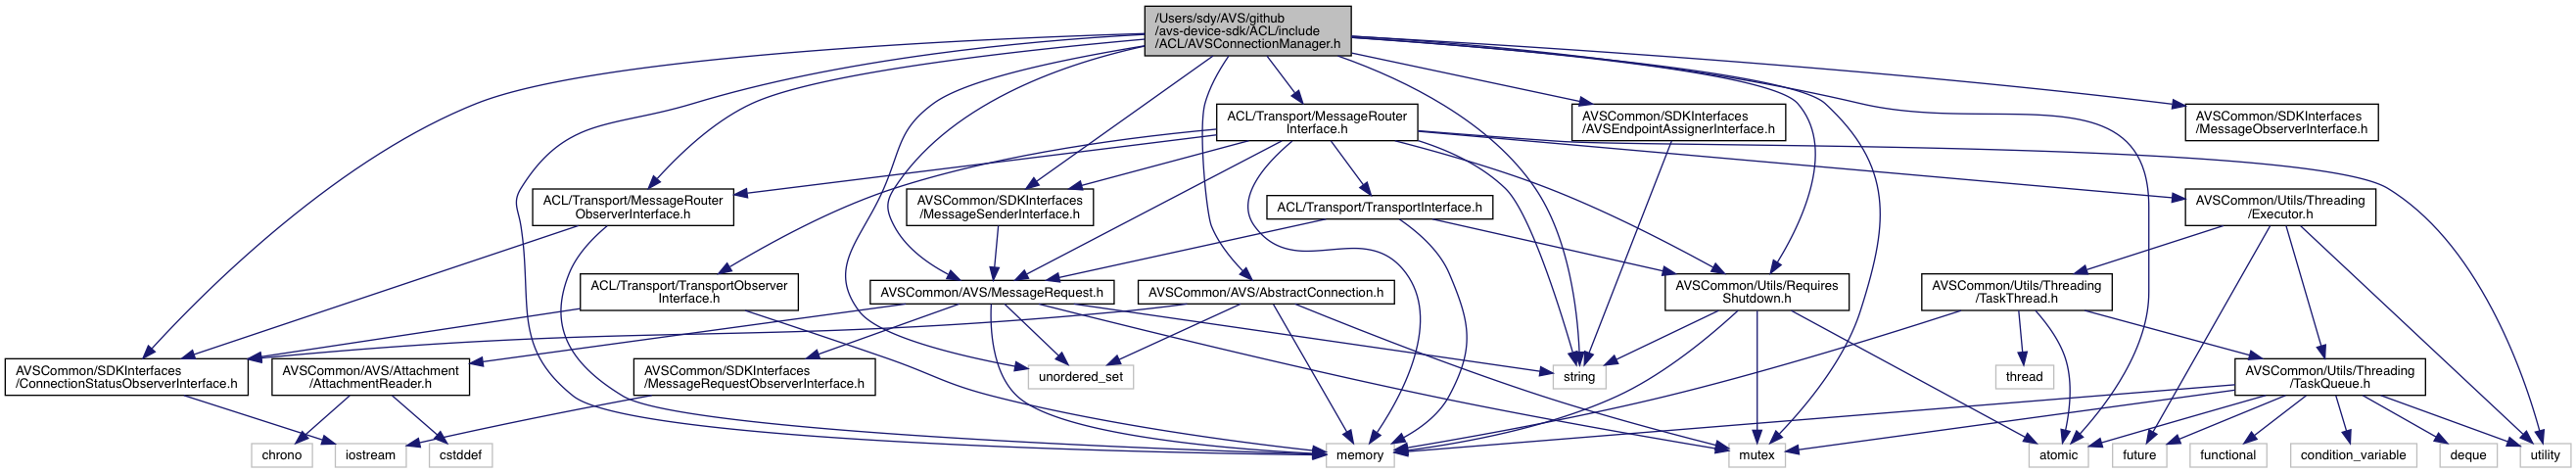 /Users/sdy/AVS/github
/avs-device-sdk/ACL/include
/ACL/AVSConnectionManager.h
ACL/Transport/MessageRouter
Interface.h
AVSCommon/SDKInterfaces
/AVSEndpointAssignerInterface.h
AVSCommon/SDKInterfaces
/MessageObserverInterface.h
ACL/Transport/MessageRouter
ObserverInterface.h
AVSCommon/SDKInterfaces
/MessageSenderInterface.h
ACL/Transport/TransportInterface.h
AVSCommon/Utils/Threading
/Executor.h
ACL/Transport/TransportObserver
Interface.h
AVSCommon/AVS/MessageRequest.h
AVSCommon/AVS/AbstractConnection.h
AVSCommon/Utils/Requires
Shutdown.h
AVSCommon/Utils/Threading
/TaskThread.h
AVSCommon/SDKInterfaces
/ConnectionStatusObserverInterface.h
AVSCommon/AVS/Attachment
/AttachmentReader.h
AVSCommon/SDKInterfaces
/MessageRequestObserverInterface.h
unordered_set
string
thread
AVSCommon/Utils/Threading
/TaskQueue.h
chrono
iostream
cstddef
memory
mutex
atomic
future
functional
condition_variable
deque
utility